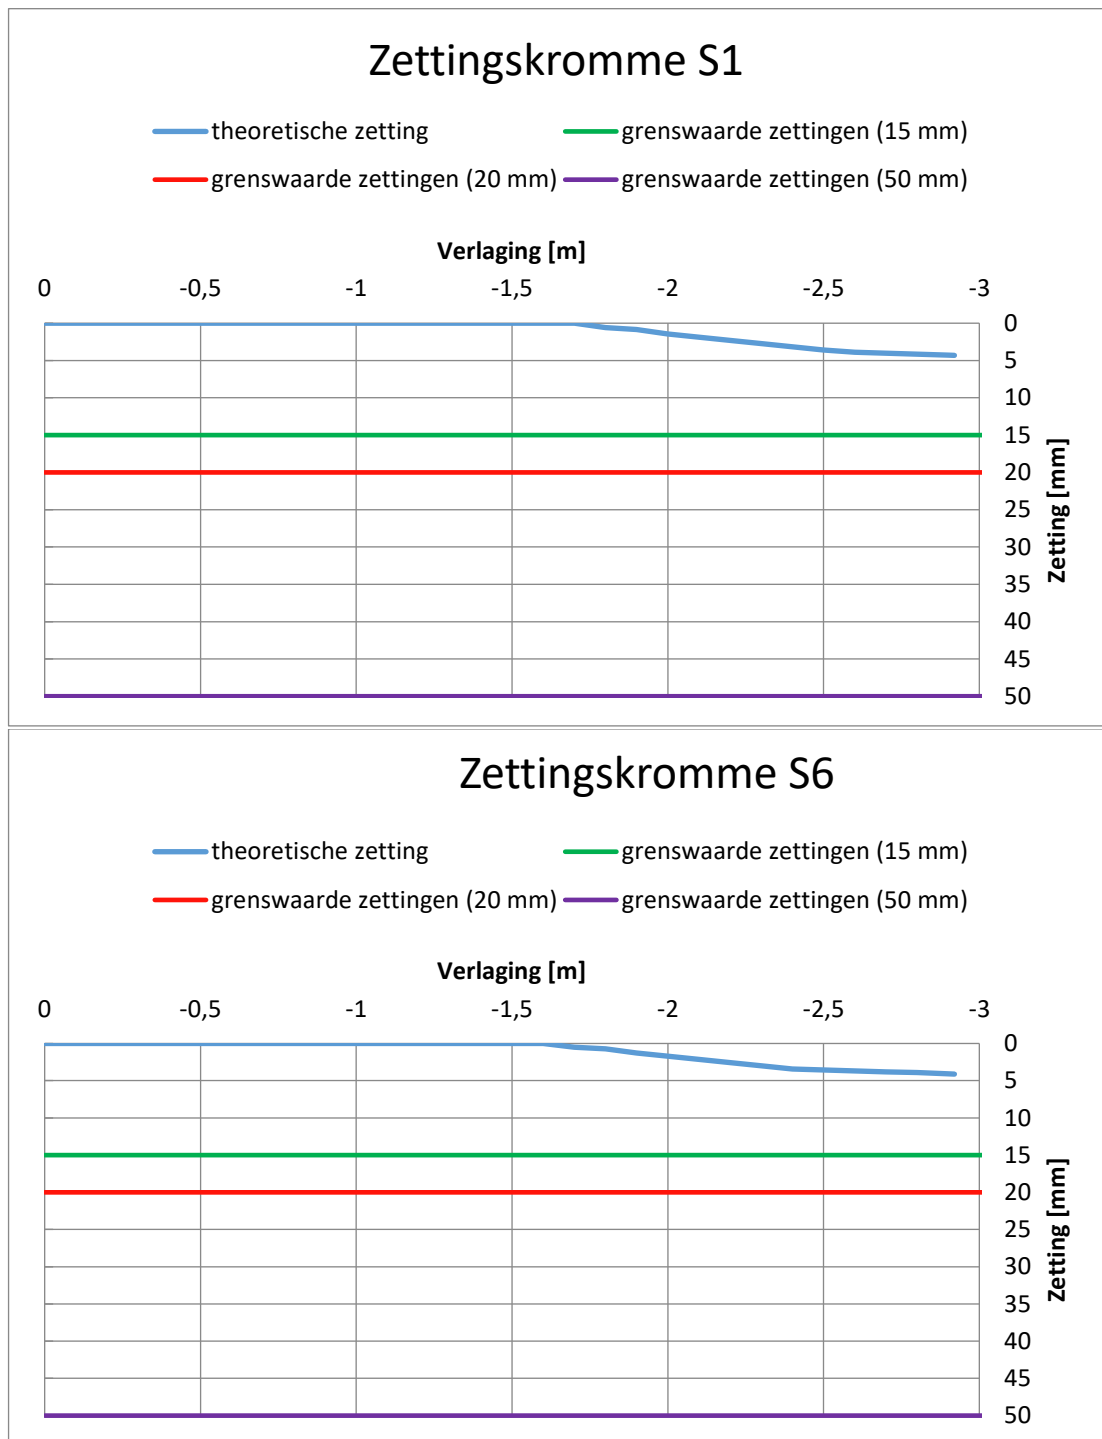 Zettingskromme S1
theoretische zetting
grenswaarde zettingen (15 mm)
grenswaarde zettingen (20 mm)
grenswaarde zettingen (50 mm)
Verlaging [m]
0 -0,5 -1 -1,5 -2 -2,5 -3
0
5
10
15
20
25
30
35
40
45
50
Zetting [mm]
Zettingskromme S6
theoretische zetting
grenswaarde zettingen (15 mm)
grenswaarde zettingen (20 mm)
grenswaarde zettingen (50 mm)
Verlaging [m]
0 -0,5 -1 -1,5 -2 -2,5 -3
0
5
10
15
20
25
30
35
40
45
50
Zetting [mm]